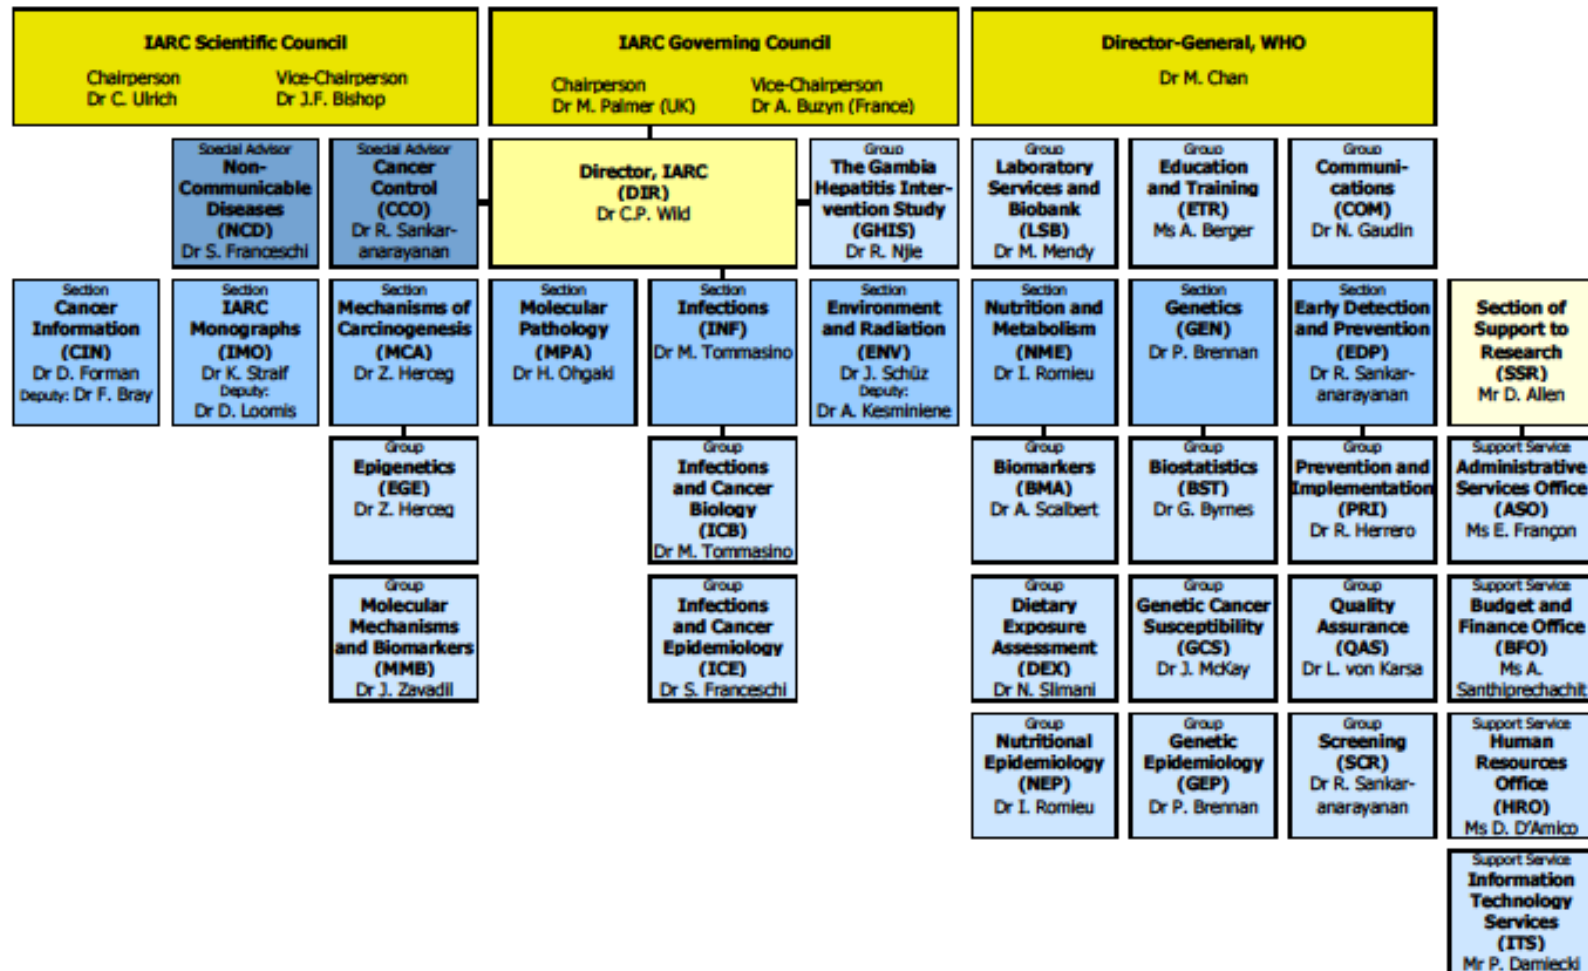 IARC Scientific Council
Chairperson Vice-Chairperson
Dr C. Ulrich Dr J.F. Bishop
IARC Governing Council
Chairperson Vice-Chairperson
Dr M. Palmer (UK) Dr A. Buzyn (France)
Director-General, WHO
Dr M. Chan
Special Advisor
Non-
Communicable
Diseases
(NCD)
Dr S. Franceschi
Special Advisor
Cancer
Control
(CCO)
Dr R. Sankar-
anarayanan
Director, IARC
(DIR)
Dr C.P. Wild
Group
The Gambia
Hepatitis Inter-
vention Study
(GHIS)
Dr R. Njie
Group
Laboratory
Services and
Biobank
(LSB)
Dr M. Mendy
Group
Education
and Training
(ETR)
Ms A. Berger
Group
Communi-
cations
(COM)
Dr N. Gaudin
Section
Cancer
Information
(CIN)
Dr D. Forman
Deputy: Dr F. Bray
Section
IARC
Monographs
(IMO)
Dr K. Straif
Deputy:
Dr D. Loomis
Section
Mechanisms of
Carcinogenesis
(MCA)
Dr Z. Herceg
Section
Molecular
Pathology
(MPA)
Dr H. Ohgaki
Section
Infections
(INF)
Dr M. Tommasino
Section
Environment
and Radiation
(ENV)
Dr J. Schüz
Deputy:
Dr A. Kesminiene
Section
Nutrition and
Metabolism
(NME)
Dr I. Romieu
Section
Genetics
(GEN)
Dr P. Brennan
Section
Early Detection
and Prevention
(EDP)
Dr R. Sankar-
anarayanan
Section of
Support to
Research
(SSR)
Mr D. Allen
Group
Epigenetics
(EGE)
Dr Z. Herceg
Group
Infections
and Cancer
Biology
(ICB)
Dr M. Tommasino
Group
Biomarkers
(BMA)
Dr A. Scalbert
Group
Biostatistics
(BST)
Dr G. Byrnes
Group
Prevention and
Implementation
(PRI)
Dr R. Herrero
Support Service
Administrative
Services Office
(ASO)
Ms E. Françon
Group
Molecular
Mechanisms
and Biomarkers
(MMB)
Dr J. Zavadil
Group
Infections
and Cancer
Epidemiology
(ICE)
Dr S. Franceschi
Group
Dietary
Exposure
Assessment
(DEX)
Dr N. Slimani
Group
Genetic Cancer
Susceptibility
(GCS)
Dr J. McKay
Group
Quality
Assurance
(QAS)
Dr L. von Karsa
Support Service
Budget and
Finance Office
(BFO)
Ms A.
Santhiprechachit
Group
Nutritional
Epidemiology
(NEP)
Dr I. Romieu
Group
Genetic
Epidemiology
(GEP)
Dr P. Brennan
Group
Screening
(SCR)
Dr R. Sankar-
anarayanan
Support Service
Human
Resources
Office
(HRO)
Ms D. D'Amico
Support Service
Information
Technology
Services
(ITS)
Mr P. Damiecki